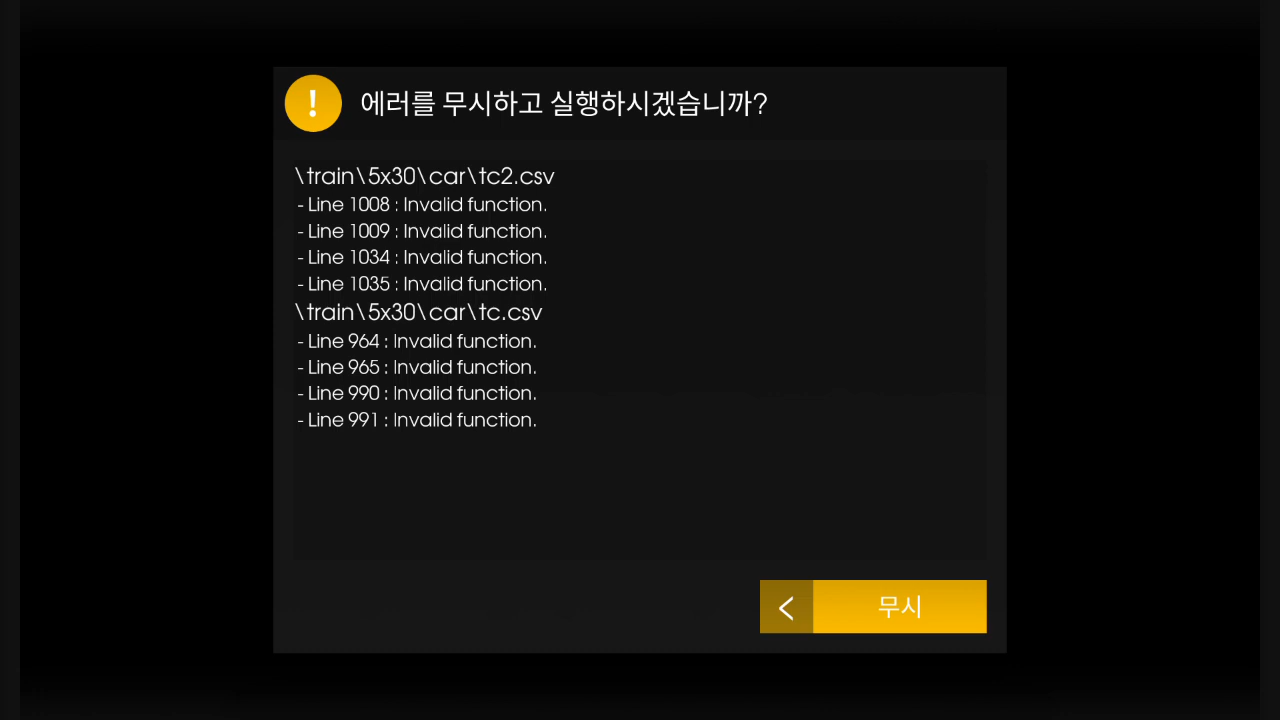 !
에러를 무시하고 실행하시겠습니까?
\train\5x30\car\tc2.csv
- Line 1008 : Invalid function.
- Line 1009 : Invalid function.
- Line 1034 : Invalid function.
- Line 1035 : Invalid function.
\train\5x30\car\tc.csv
- Line 964 : Invalid function.
- Line 965 : Invalid function.
- Line 990 : Invalid function.
- Line 991 : Invalid function.
< 무시